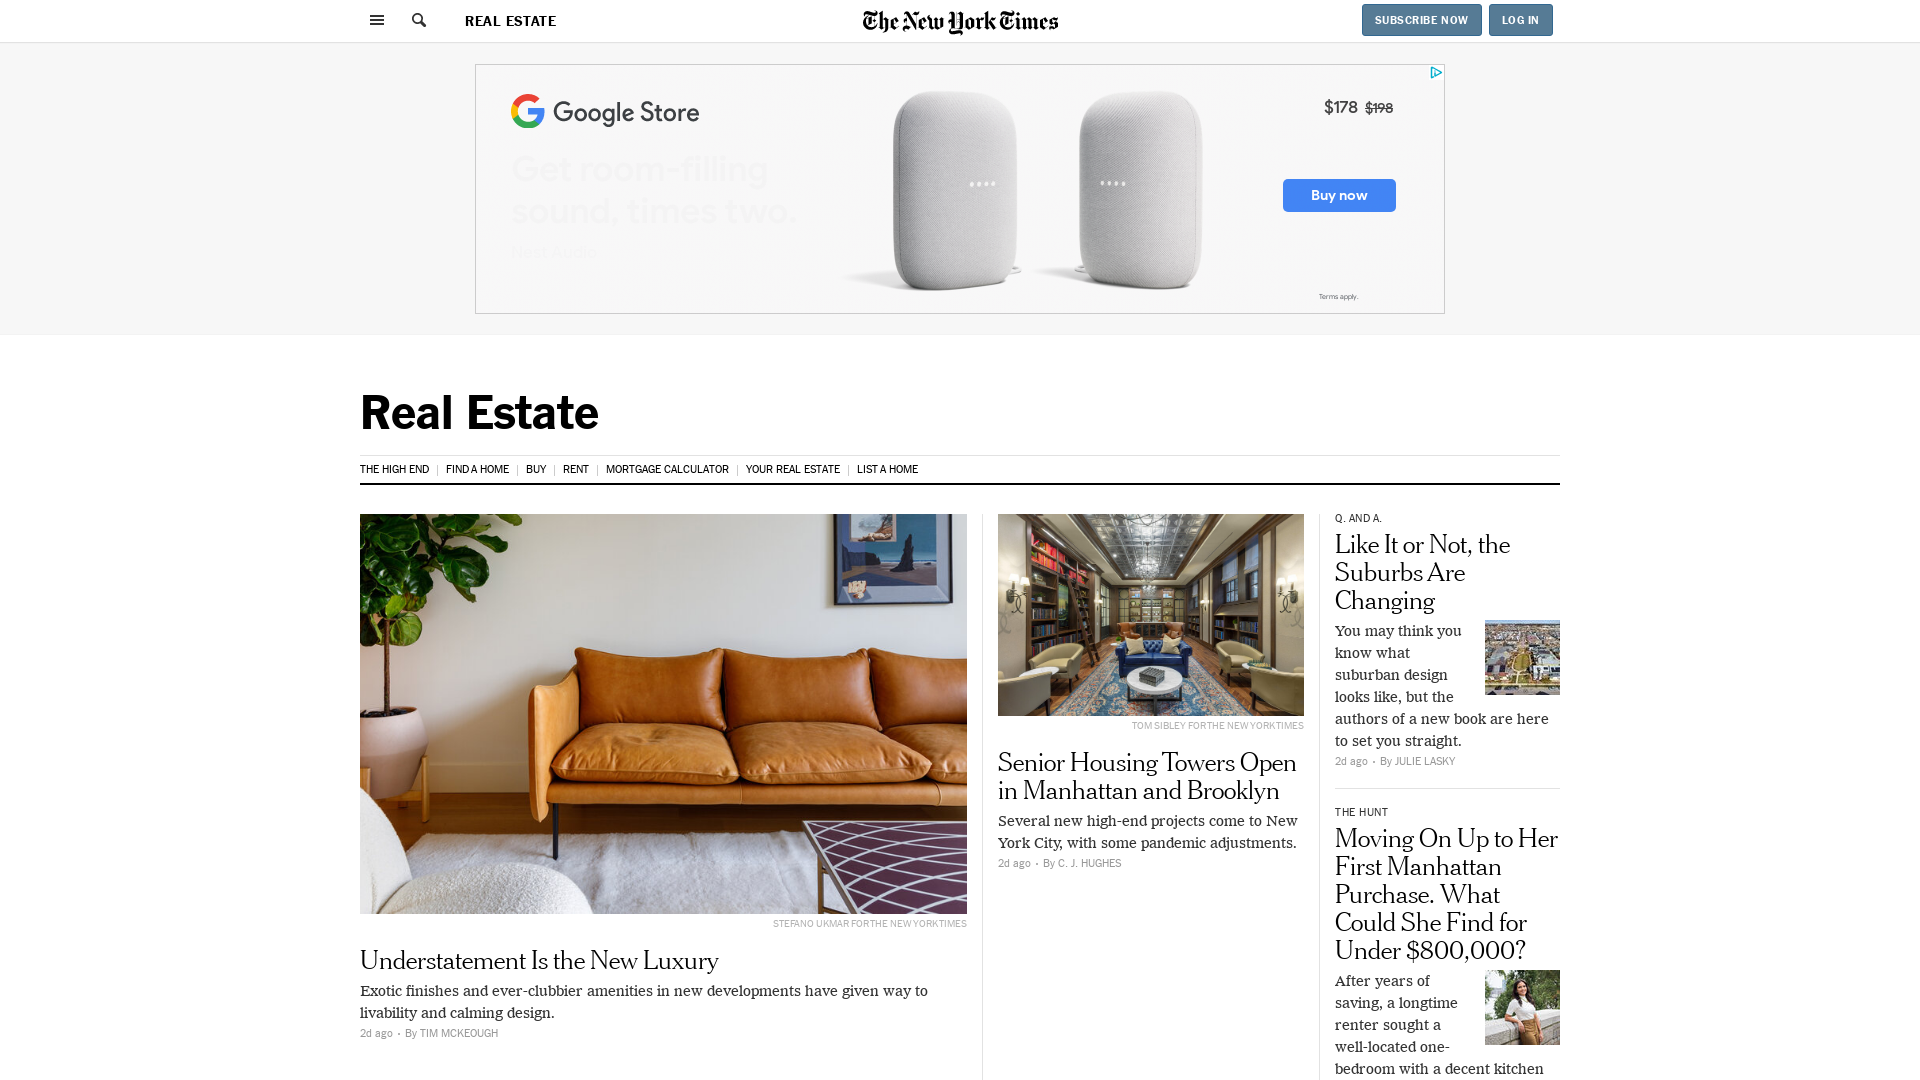 REAL ESTATE
The New York Times
SUBSCRIBE NOW
LOG IN
Google Store
Get room-filling
sound, times two.
Nest Audio
$178 $198
Buy now
Terms apply.
Real Estate
THE HIGH END
FIND A HOME
BUY
RENT
MORTGAGE CALCULATOR
YOUR REAL ESTATE
LIST A HOME
STEFANO UKMAR FOR THE NEW YORK TIMES
Understatement Is the New Luxury
Exotic finishes and ever-clubbier amenities in new developments have given way to
livability and calming design.
2d ago • By TIM MCKEOUGH
TOM SIBLEY FOR THE NEW YORK TIMES
Senior Housing Towers Open
in Manhattan and Brooklyn
Several new high-end projects come to New
York City, with some pandemic adjustments.
2d ago • By C. J. HUGHES
Q. AND A.
Like It or Not, the
Suburbs Are
Changing
You may think you
know what
suburban design
looks like, but the
authors of a new book are here
to set you straight.
2d ago • By JULIE LASKY
THE HUNT
Moving On Up to Her
First Manhattan
Purchase. What
Could She Find for
Under $800,000?
After years of
saving, a longtime
renter sought a
well-located one-
bedroom with a decent kitchen